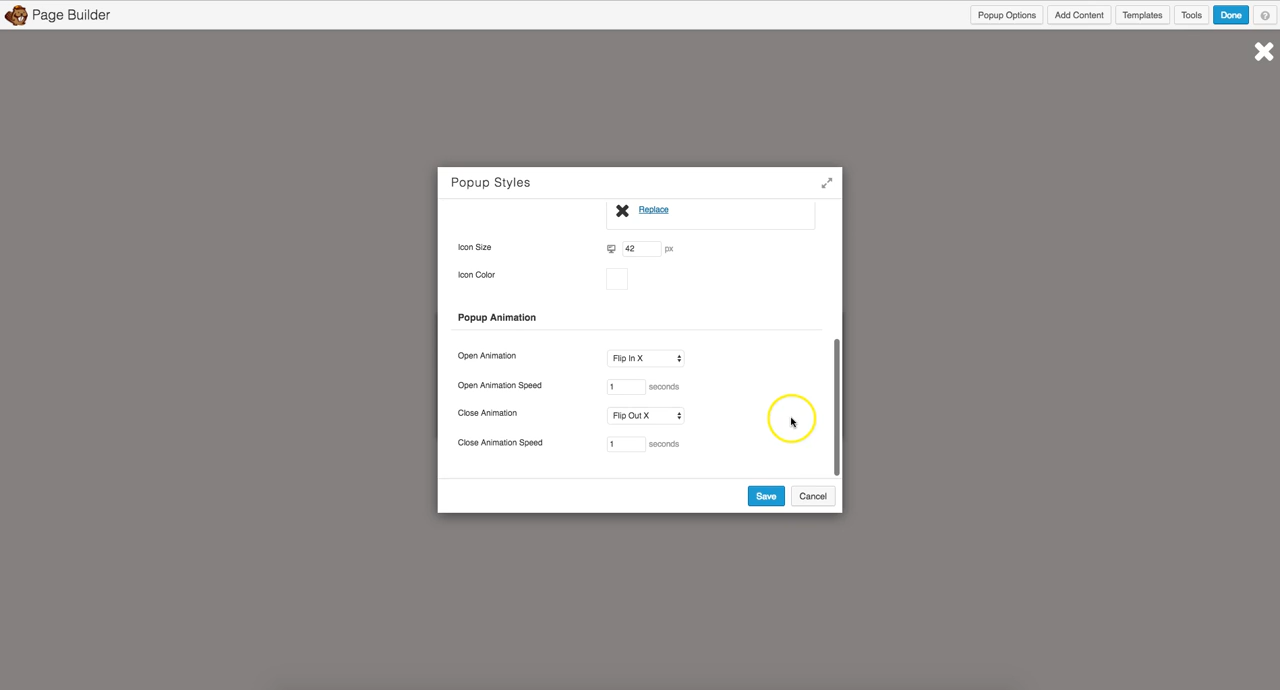 Page Builder
Popup Options
Add Content
Templates
Tools
Done
?
Popup Styles
Replace
Icon Size
42 px
Icon Color
Popup Animation
Open Animation
Flip In X
Open Animation Speed
1 seconds
Close Animation
Flip Out X
Close Animation Speed
1 seconds
Save
Cancel